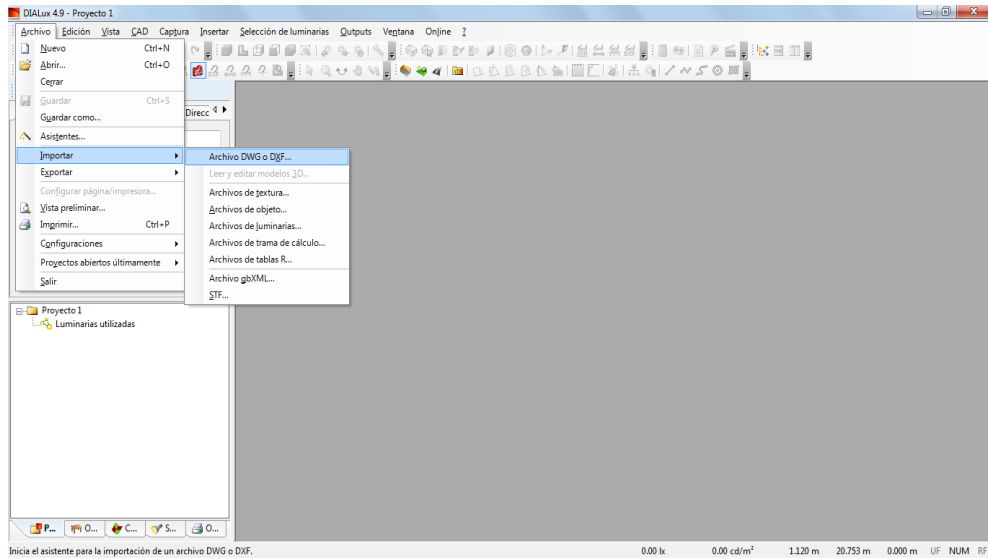 DIALux 4.9 - Proyecto 1
Archivo Edición Vista CAD Captura Insertar Selección de luminarias Outputs Ventana Online ?
Nuevo Ctrl+N
Abrir... Ctrl+O
Cerrar
Guardar Ctrl+S
Guardar como...
Direcc
Asistentes...
Importar
Exportar
Configurar página/impresora...
Vista preliminar...
Imprimir... Ctrl+P
Configuraciones
Proyectos abiertos últimamente
Salir
Archivo DWG o DXF...
Leer y editar modelos 3D...
Archivos de textura...
Archivos de objeto...
Archivos de luminarias...
Archivos de trama de cálculo...
Archivos de tablas R...
Archivo gbXML...
STF...
Proyecto 1
Luminarias utilizadas
P... O... C... S... O...
Inicia el asistente para la importación de un archivo DWG o DXF. 0.00 lx 0.00 cd/m² 1.120 m 20.753 m 0.000 m UF NUM RF